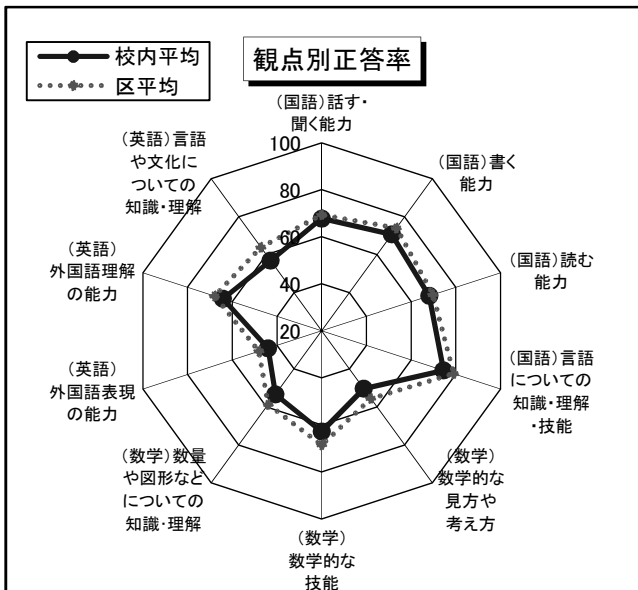 観点別正答率
校内平均
区平均
(国語)話す・
聞く能力
(国語)書く
能力
(国語)読む
能力
(国語)言語
についての
知識・理解
・技能
(数学)
数学的な
見方や
考え方
(数学)
数学的な
技能
(数学)数量
や図形など
についての
知識・理解
(英語)
外国語表現
の能力
(英語)
外国語理解
の能力
(英語)言語
や文化に
ついての
知識・理解
100
80
60
40
20